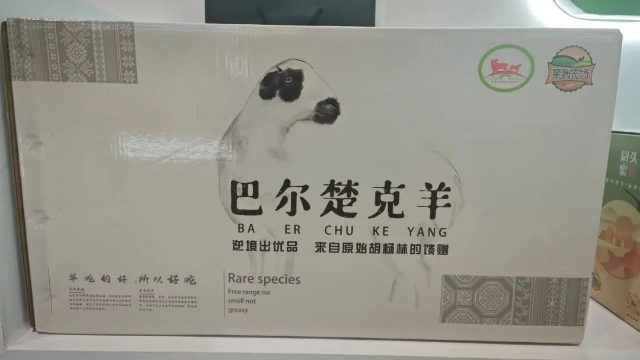 巴尔楚克羊
BA ER CHU KE YANG
逆境出优品 来自原始胡杨林的馈赠
羊吃的好，所以好吃
Rare species
Free range no
smell not
greasy